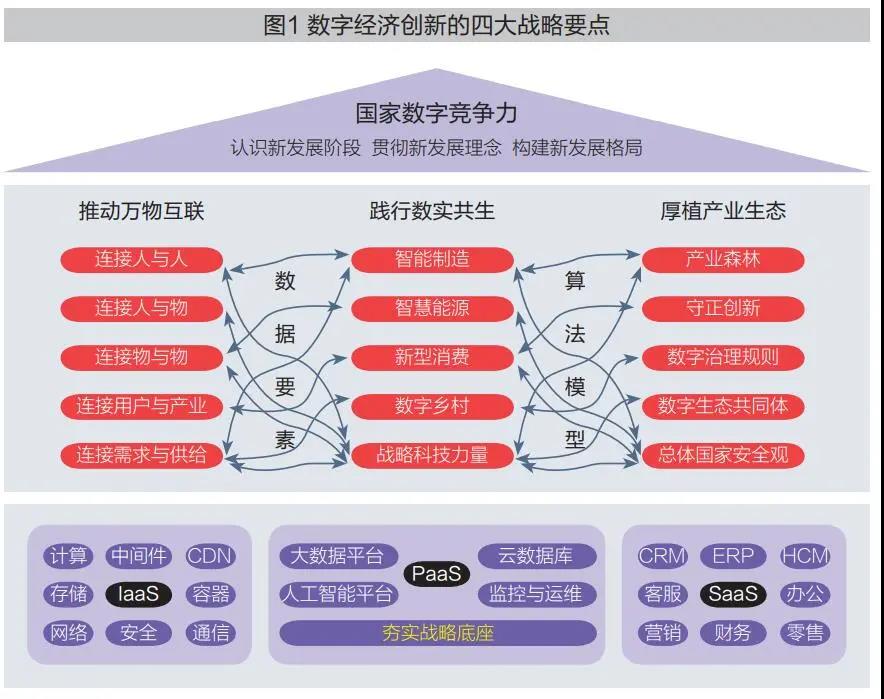 图1 数字经济创新的四大战略要点
国家数字竞争力
认识新发展阶段 贯彻新发展理念 构建新发展格局
推动万物互联 践行数实共生 厚植产业生态
连接人与人 智能制造 产业森林
数 算
连接人与物 智慧能源 守正创新
据 法
连接物与物 新型消费 数字治理规则
要 模
连接用户与产业 数字乡村 数字生态共同体
素 型
连接需求与供给 战略科技力量 总体国家安全观
计算 中间件 CDN
存储 IaaS 容器
网络 安全 通信
大数据平台 云数据库
PaaS
人工智能平台 监控与运维
夯实战略底座
CRM ERP HCM
客服 SaaS 办公
营销 财务 零售